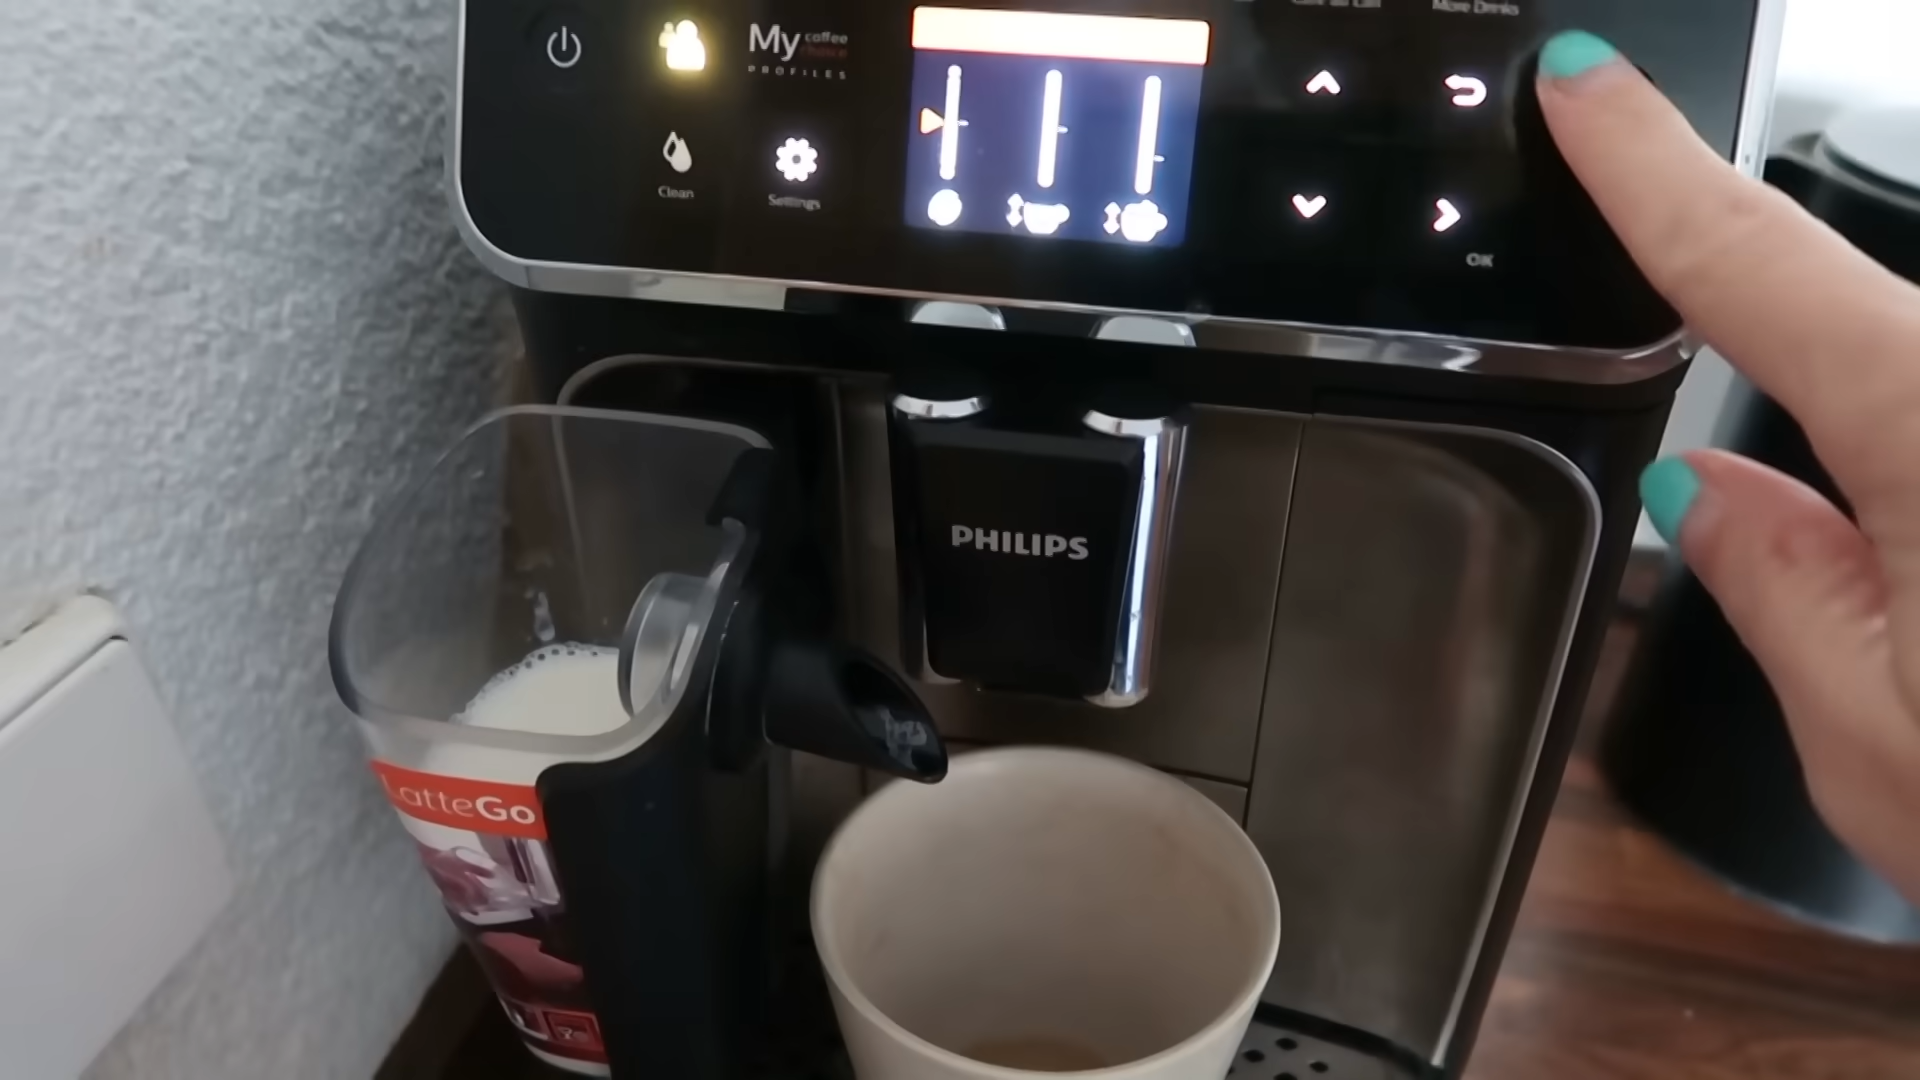 More Drinks
My coffee choice
PROFILES
Clean
Settings
OK
PHILIPS
LatteGo